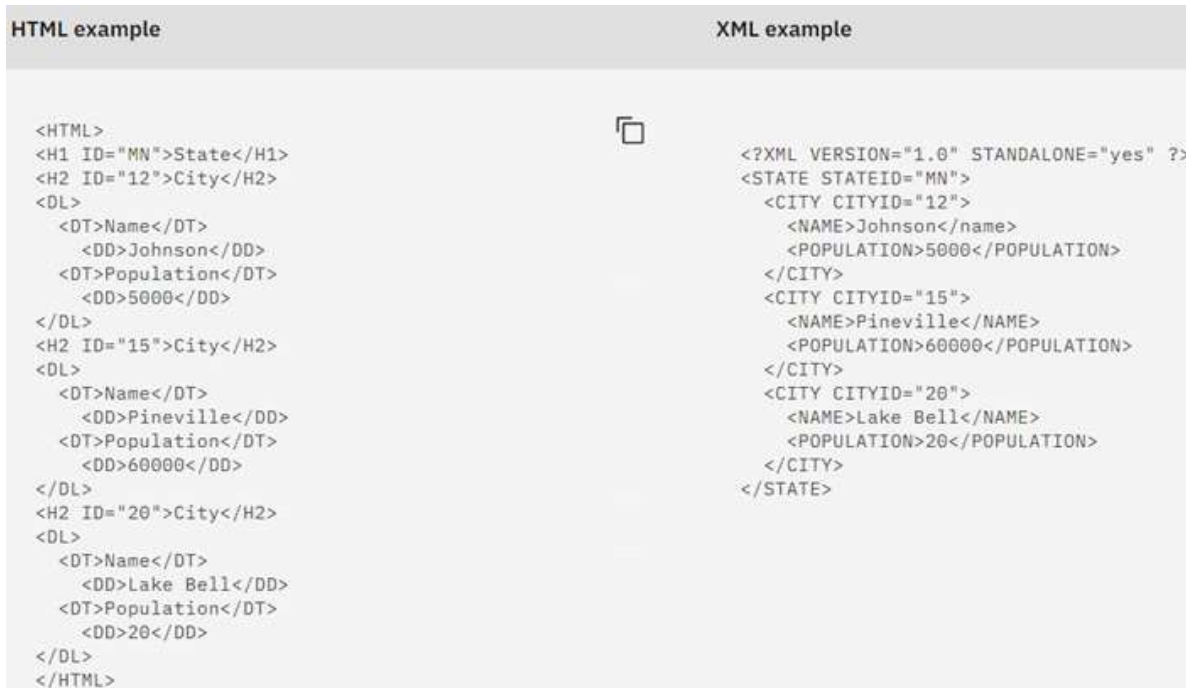 HTML example
XML example
<HTML>
<H1 ID="MN">State</H1>
<H2 ID="12">City</H2>
<DL>
<DT>Name</DT>
<DD>Johnson</DD>
<DT>Population</DT>
<DD>5000</DD>
</DL>
<H2 ID="15">City</H2>
<DL>
<DT>Name</DT>
<DD>Pineville</DD>
<DT>Population</DT>
<DD>60000</DD>
</DL>
<H2 ID="20">City</H2>
<DL>
<DT>Name</DT>
<DD>Lake Bell</DD>
<DT>Population</DT>
<DD>20</DD>
</DL>
</HTML>
<?XML VERSION="1.0" STANDALONE="yes" ?>
<STATE STATEID="MN">
<CITY CITYID="12">
<NAME>Johnson</name>
<POPULATION>5000</POPULATION>
</CITY>
<CITY CITYID="15">
<NAME>Pineville</NAME>
<POPULATION>60000</POPULATION>
</CITY>
<CITY CITYID="20">
<NAME>Lake Bell</NAME>
<POPULATION>20</POPULATION>
</CITY>
</STATE>